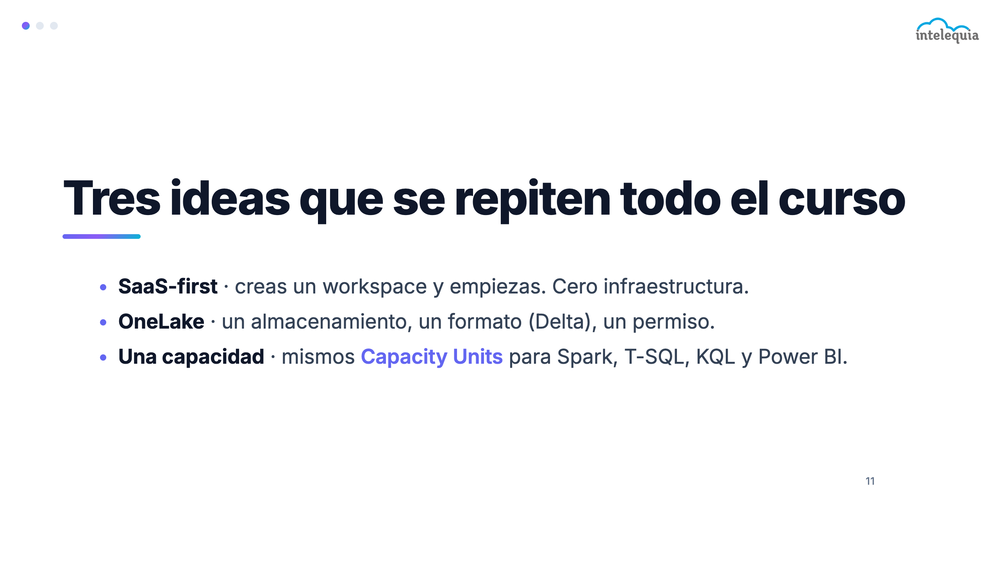 intelequia
Tres ideas que se repiten todo el curso
SaaS-first · creas un workspace y empiezas. Cero infraestructura.
OneLake · un almacenamiento, un formato (Delta), un permiso.
Una capacidad · mismos Capacity Units para Spark, T-SQL, KQL y Power BI.
11